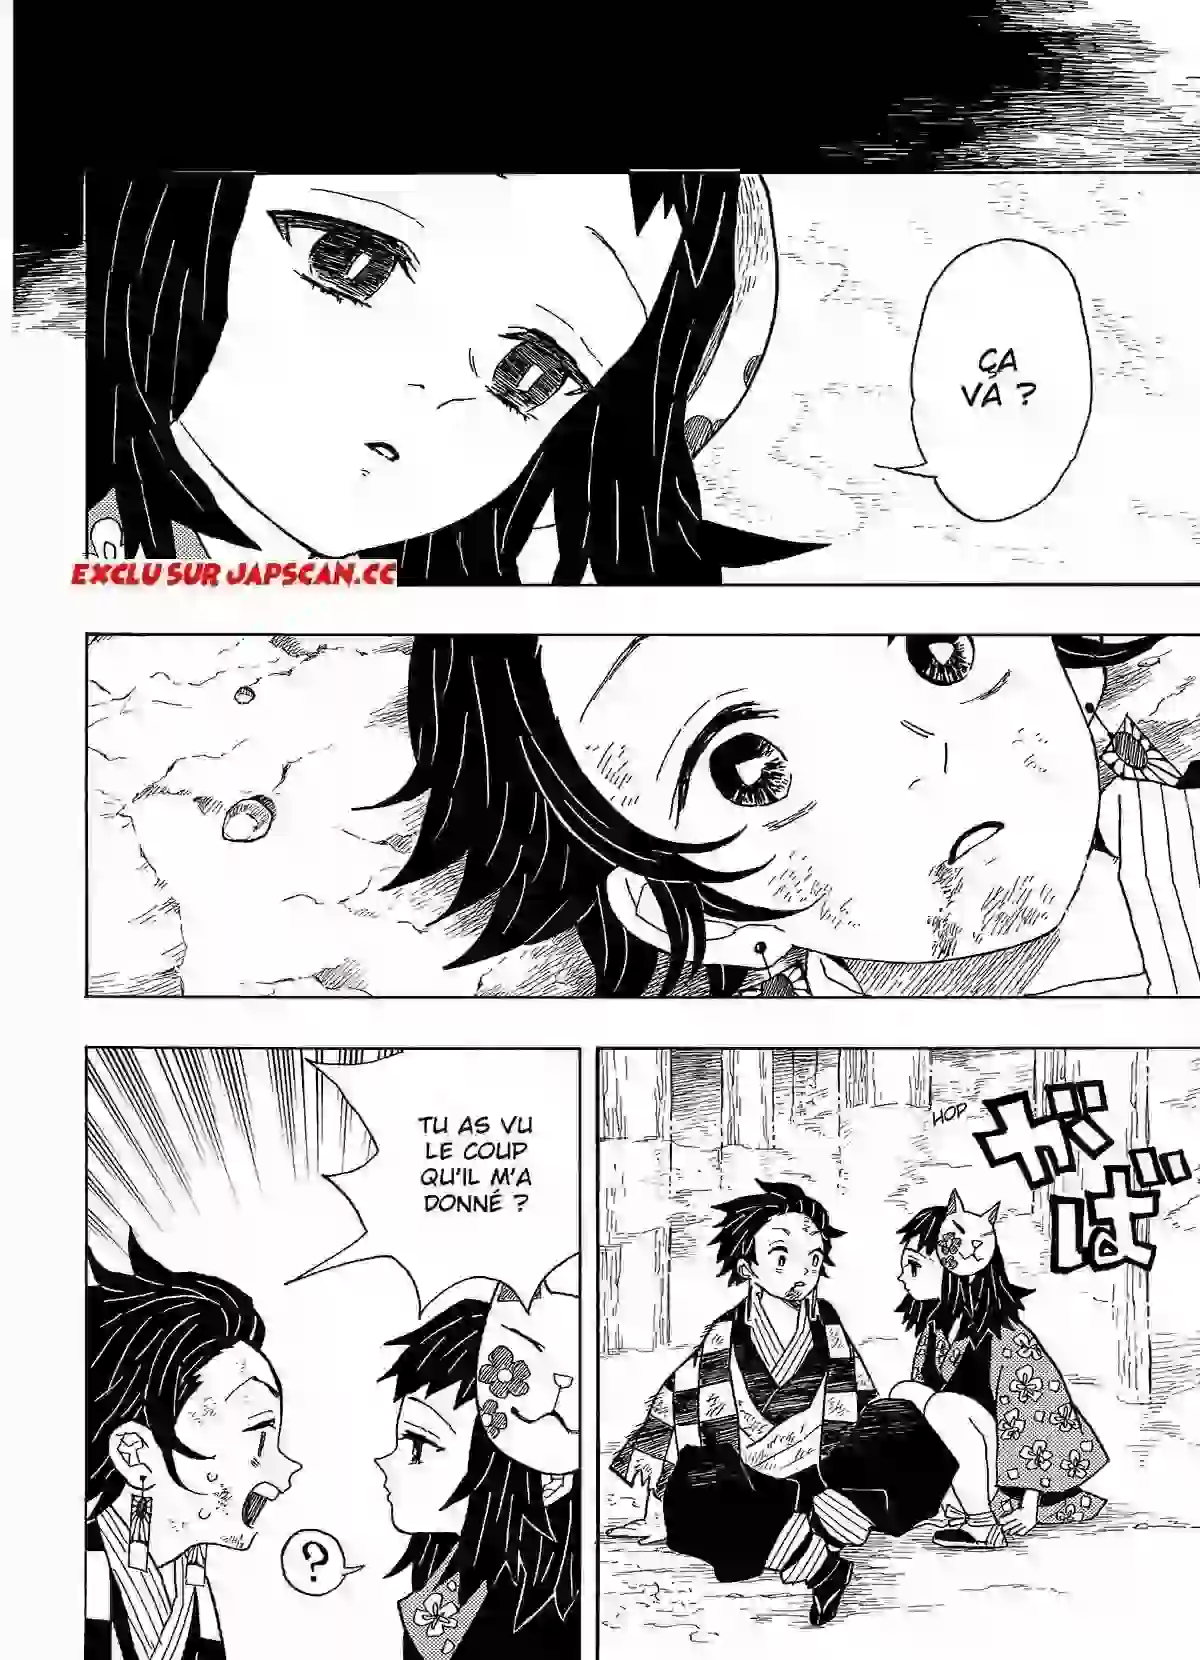 ÇA
VA ?
EXCLU SUR JAPSCAN.CC
HOP
ガバ
TU AS VU
LE COUP
QU'IL M'A
DONNÉ ?
?